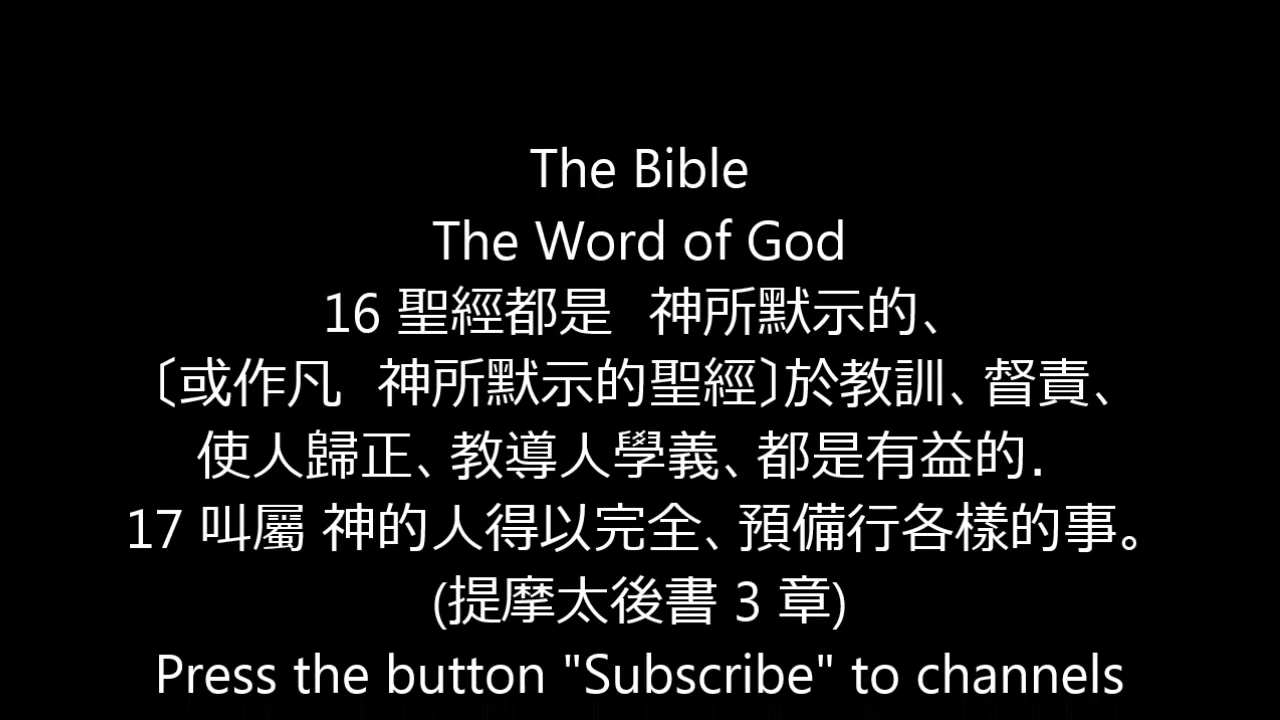 The Bible
The Word of God
16 聖經都是　神所默示的、
〔或作凡　神所默示的聖經〕於教訓、督責、
使人歸正、教導人學義、都是有益的．
17 叫屬 神的人得以完全、預備行各樣的事。
(提摩太後書 3 章)
Press the button "Subscribe" to channels